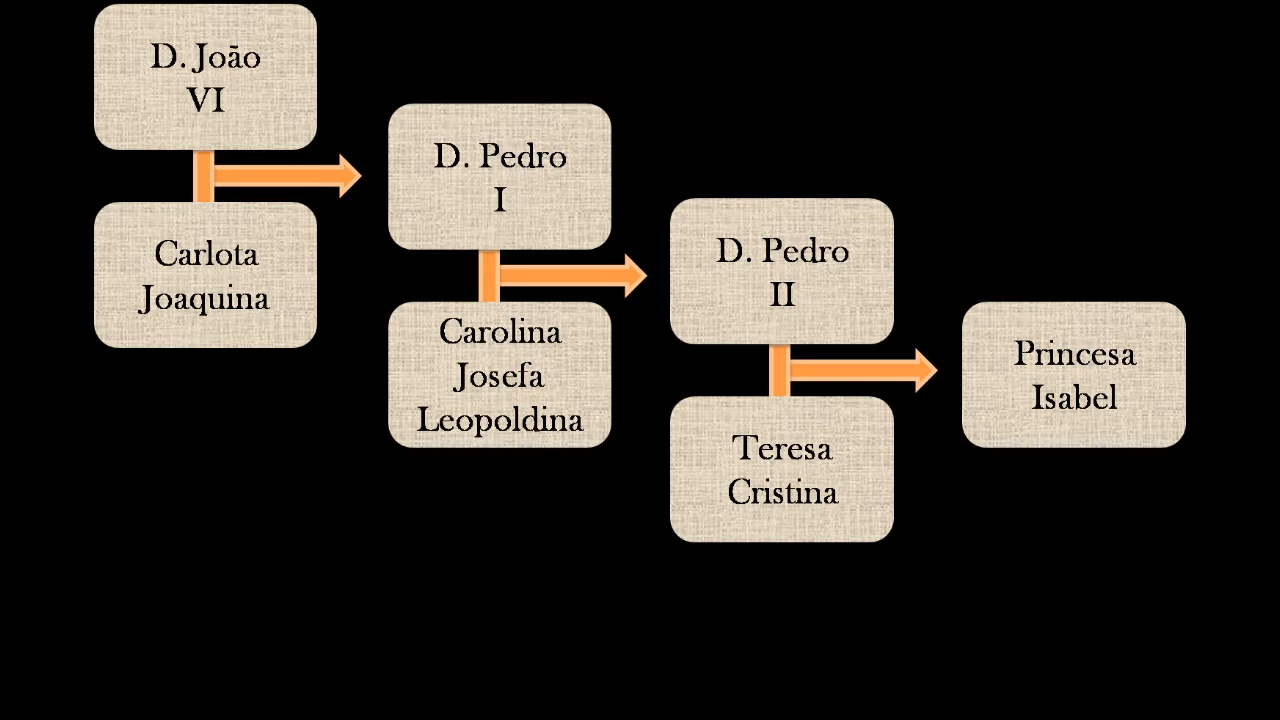 D. João
VI
Carlota
Joaquina
D. Pedro
I
Carolina
Josefa
Leopoldina
D. Pedro
II
Teresa
Cristina
Princesa
Isabel